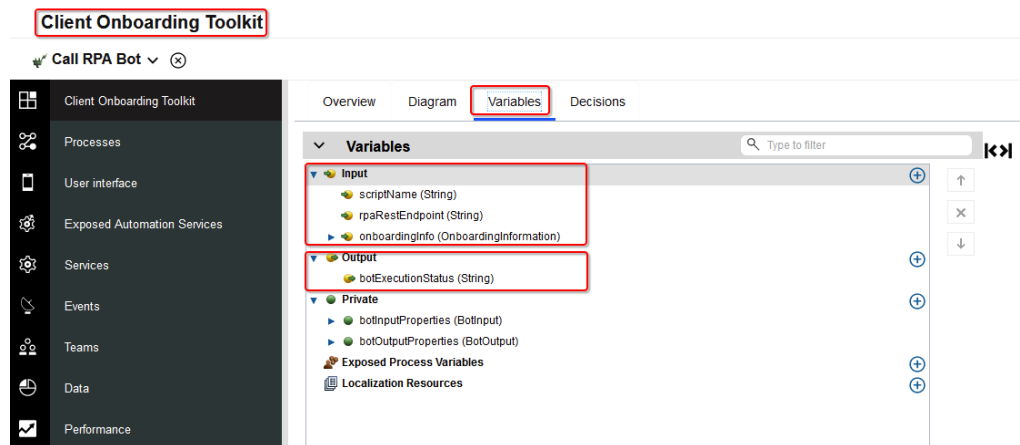 Client Onboarding Toolkit
Call RPA Bot
Client Onboarding Toolkit
Processes
User interface
Exposed Automation Services
Services
Events
Teams
Data
Performance
Overview Diagram Variables Decisions
Variables
Type to filter
Input
scriptName (String)
rpaRestEndpoint (String)
onboardingInfo (OnboardingInformation)
Output
botExecutionStatus (String)
Private
botInputProperties (BotInput)
botOutputProperties (BotOutput)
Exposed Process Variables
Localization Resources